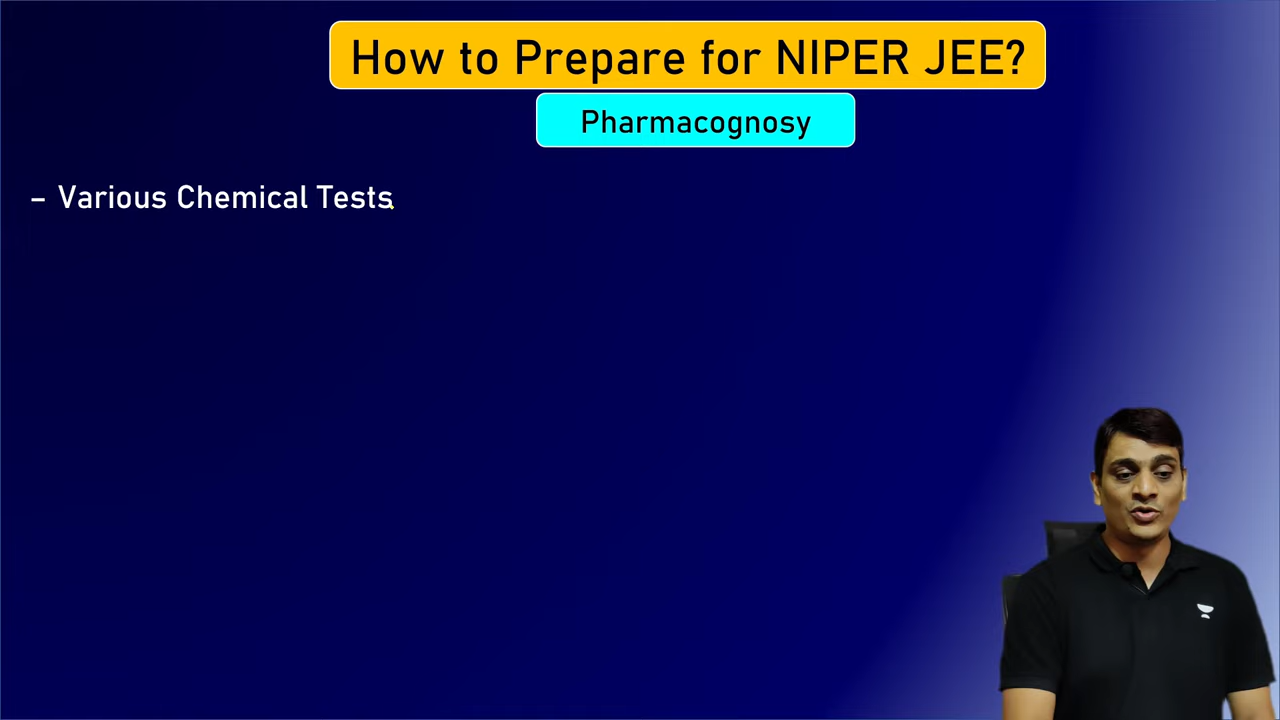 How to Prepare for NIPER JEE?
Pharmacognosy
- Various Chemical Tests